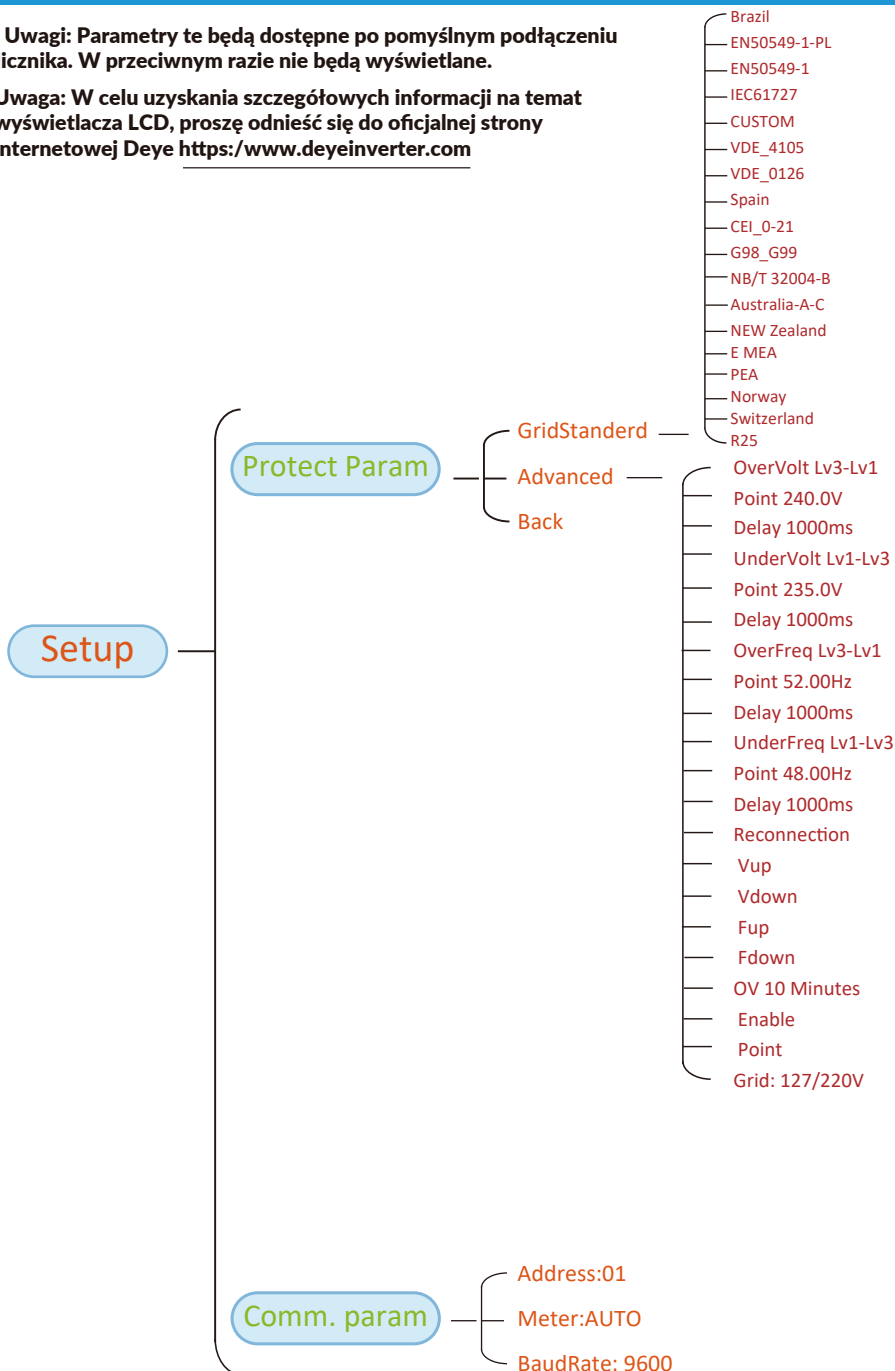 Uwagi: Parametry te będą dostępne po pomyślnym podłączeniu
icznika. W przeciwnym razie nie będą wyświetlane.
Uwaga: W celu uzyskania szczegółowych informacji na temat
wyświetlacza LCD, proszę odnieść się do oficjalnej strony
nternetowej Deye https:/www.deyeinverter.com
Brazil
EN50549-1-PL
EN50549-1
IEC61727
CUSTOM
VDE_4105
VDE_0126
Spain
CEI_0-21
G98_G99
NB/T 32004-B
Australia-A-C
NEW Zealand
E MEA
PEA
Norway
Switzerland
R25
Setup
Protect Param
GridStanderd
Advanced
Back
OverVolt Lv3-Lv1
Point 240.0V
Delay 1000ms
UnderVolt Lv1-Lv3
Point 235.0V
Delay 1000ms
OverFreq Lv3-Lv1
Point 52.00Hz
Delay 1000ms
UnderFreq Lv1-Lv3
Point 48.00Hz
Delay 1000ms
Reconnection
Vup
Vdown
Fup
Fdown
OV 10 Minutes
Enable
Point
Grid: 127/220V
Comm. param
Address:01
Meter:AUTO
BaudRate: 9600